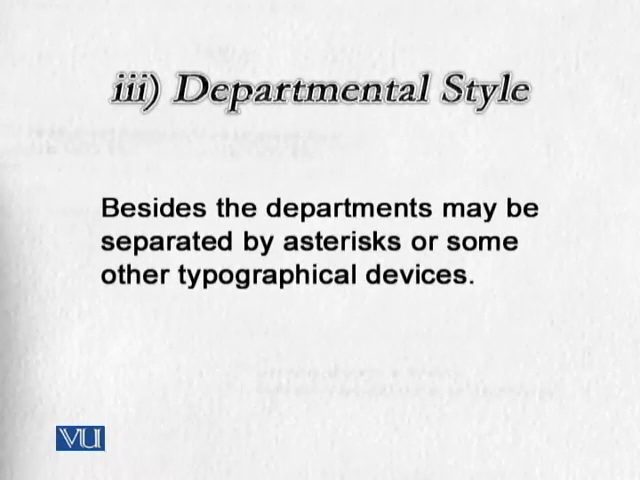 iii) Departmental Style
Besides the departments may be
separated by asterisks or some
other typographical devices.
VU